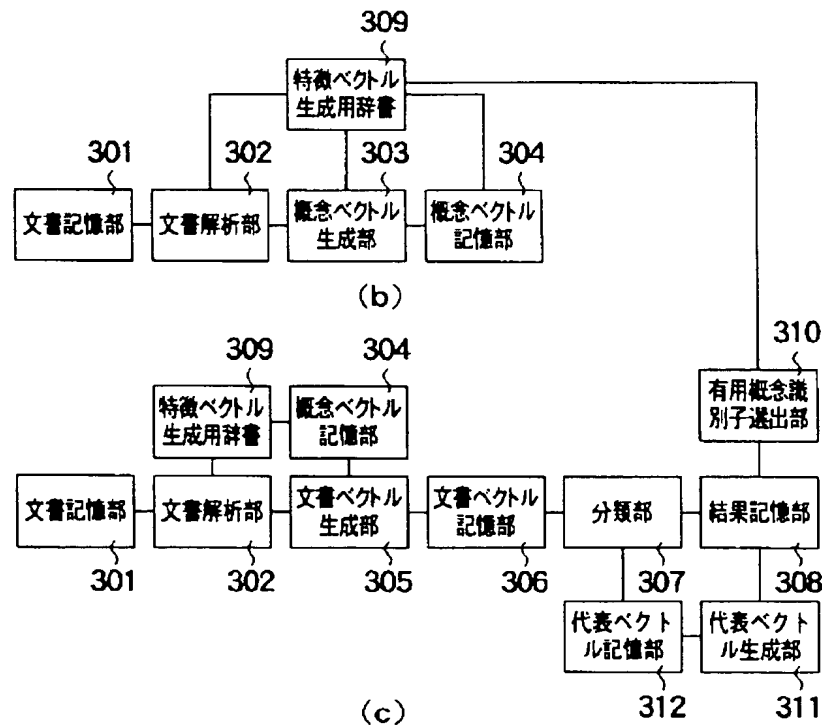 309
特徴ベクトル
生成用辞書
301
302
303
304
文書記憶部
文書解析部
概念ベクトル
生成部
概念ベクトル
記憶部
(b)
310
309
304
有用概念識
別子選出部
特徴ベクトル
生成用辞書
概念ベクトル
記憶部
文書記憶部
文書解析部
文書ベクトル
生成部
文書ベクトル
記憶部
分類部
結果記憶部
301
302
305
306
307
308
代表ベクト
ル記憶部
代表ベクト
ル生成部
312
311
(c)